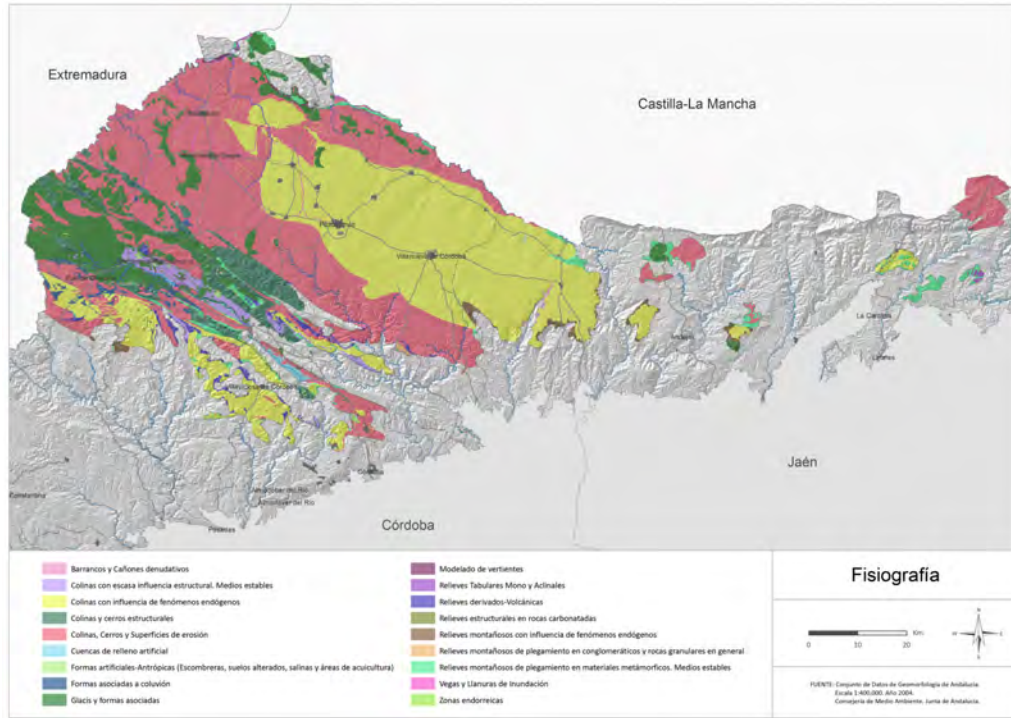 Extremadura
Castilla-La Mancha
Villanueva de Córdoba
La Carolina
Linares
Jaén
Córdoba
Almodóvar del Río
Posadas
Constantina
Barrancos y Cañones denudativos
Colinas con escasa influencia estructural. Medios estables
Colinas con influencia de fenómenos endógenos
Colinas y cerros estructurales
Colinas, Cerros y Superficies de erosión
Cuencas de relleno artificial
Formas artificiales-Antrópicas (Escombreras, suelos alterados, salinas y áreas de acuicultura)
Formas asociadas a coluvión
Glacis y formas asociadas
Modelado de vertientes
Relieves Tabulares Mono y Aclinales
Relieves derivados-Volcánicas
Relieves estructurales en rocas carbonatadas
Relieves montañosos con influencia de fenómenos endógenos
Relieves montañosos de plegamiento en conglomeráticos y rocas granulares en general
Relieves montañosos de plegamiento en materiales metámorficos. Medios estables
Vegas y Llanuras de Inundación
Zonas endorreicas
Fisiografía
Km.
0 10 20
FUENTE: Conjunto de Datos de Geomorfología de Andalucía.
Escala 1:400,000. Año 2004.
Consejería de Medio Ambiente. Junta de Andalucía.